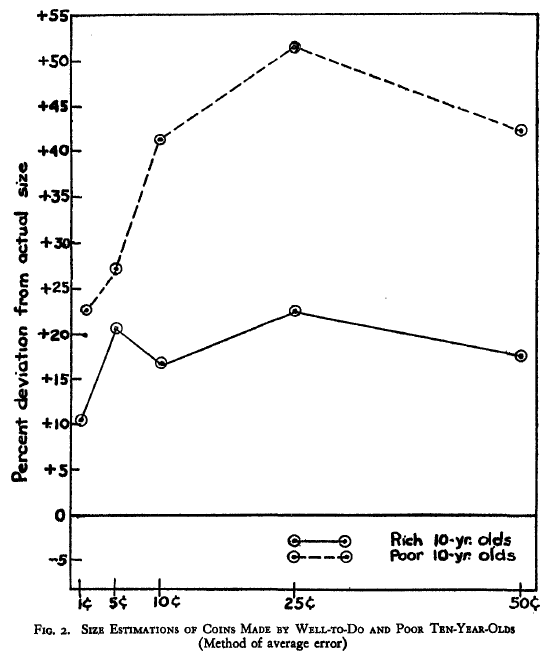 +55
+50
+45
+40
+35
+30
+25
+20
+15
+10
+5
0
-5
Percent deviation from actual size
Rich 10-yr. olds
Poor 10-yr. olds
1¢ 5¢ 10¢ 25¢ 50¢
Fig. 2. Size Estimations of Coins Made by Well-to-Do and Poor Ten-Year-Olds
(Method of average error)